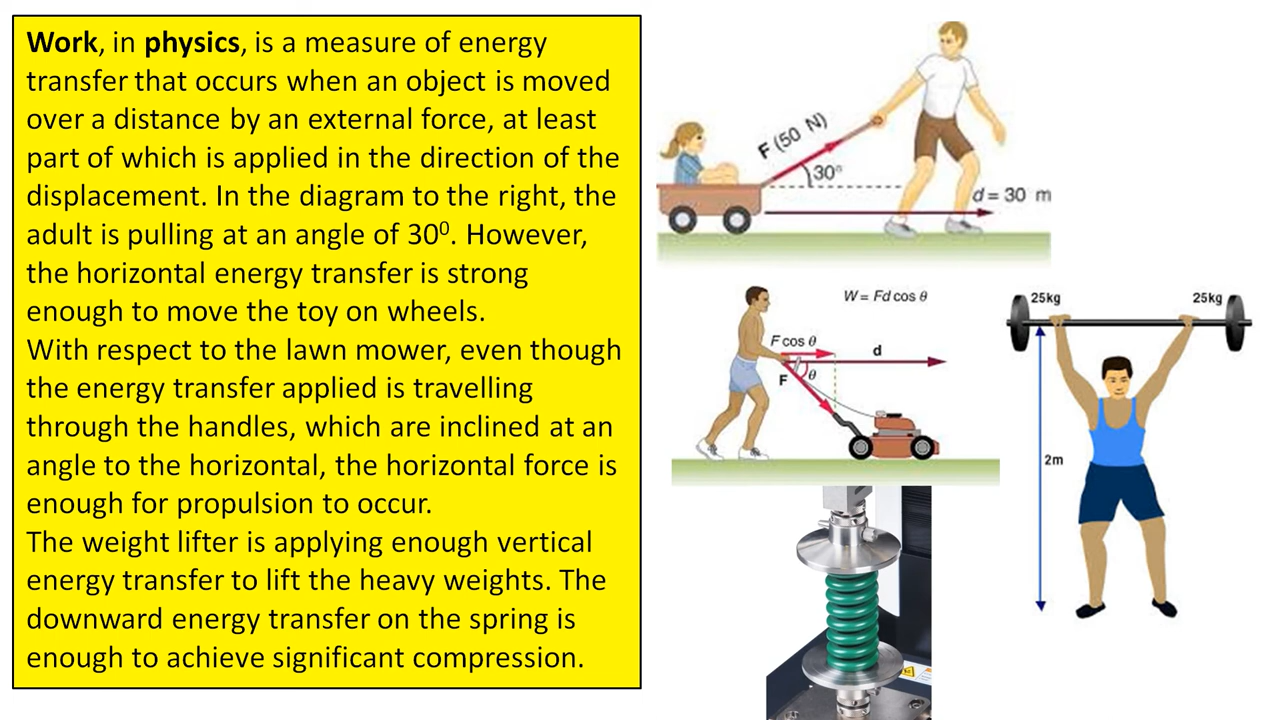 Work, in physics, is a measure of energy
transfer that occurs when an object is moved
over a distance by an external force, at least
part of which is applied in the direction of the
displacement. In the diagram to the right, the
adult is pulling at an angle of 30⁰. However,
the horizontal energy transfer is strong
enough to move the toy on wheels.
With respect to the lawn mower, even though
the energy transfer applied is travelling
through the handles, which are inclined at an
angle to the horizontal, the horizontal force is
enough for propulsion to occur.
The weight lifter is applying enough vertical
energy transfer to lift the heavy weights. The
downward energy transfer on the spring is
enough to achieve significant compression.
F (50 N)
30°
d = 30 m
W = Fd cos θ
F cos θ
d
F
θ
25kg
25kg
2m